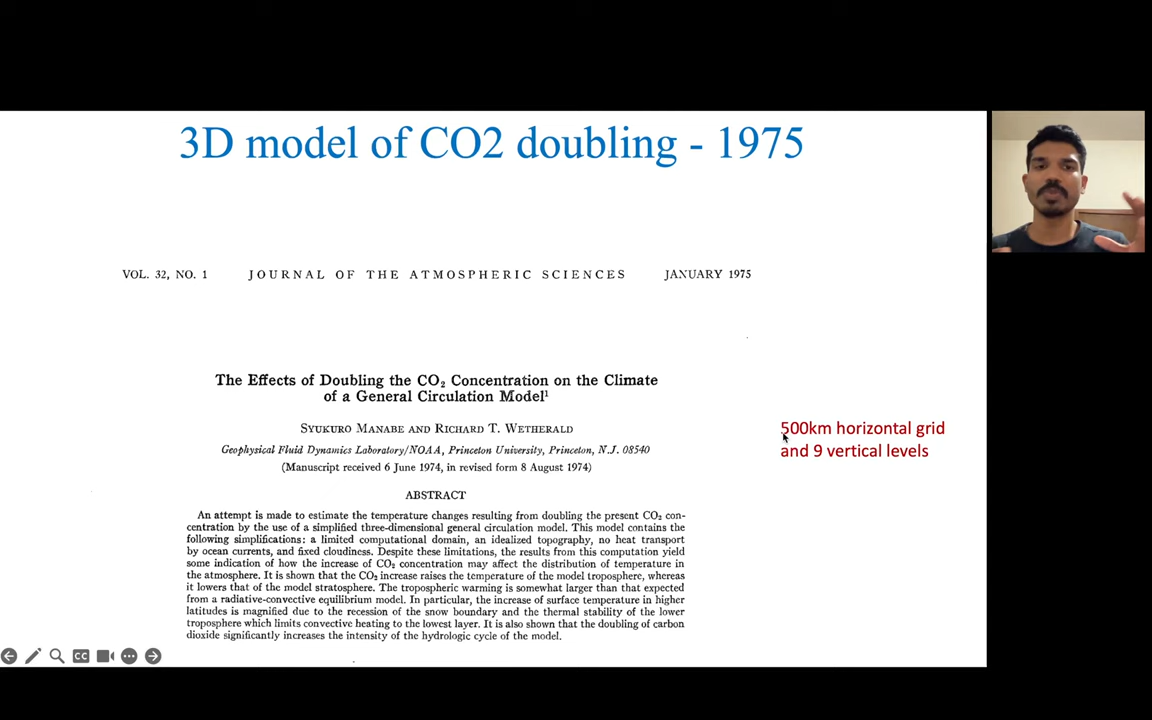 3D model of CO2 doubling - 1975
VOL. 32, NO. 1 JOURNAL OF THE ATMOSPHERIC SCIENCES JANUARY 1975
The Effects of Doubling the CO₂ Concentration on the Climate
of a General Circulation Model¹
SYUKURO MANABE AND RICHARD T. WETHERALD
Geophysical Fluid Dynamics Laboratory/NOAA, Princeton University, Princeton, N.J. 08540
(Manuscript received 6 June 1974, in revised form 8 August 1974)
ABSTRACT
An attempt is made to estimate the temperature changes resulting from doubling the present CO₂ con-
centration by the use of a simplified three-dimensional general circulation model. This model contains the
following simplifications: a limited computational domain, an idealized topography, no heat transport
by ocean currents, and fixed cloudiness. Despite these limitations, the results from this computation yield
some indication of how the increase of CO₂ concentration may affect the distribution of temperature in
the atmosphere. It is shown that the CO₂ increase raises the temperature of the model troposphere, whereas
it lowers that of the model stratosphere. The tropospheric warming is somewhat larger than that expected
from a radiative-convective equilibrium model. In particular, the increase of surface temperature in higher
latitudes is magnified due to the recession of the snow boundary and the thermal stability of the lower
troposphere which limits convective heating to the lowest layer. It is also shown that the doubling of carbon
dioxide significantly increases the intensity of the hydrologic cycle of the model.
500km horizontal grid
and 9 vertical levels
CC